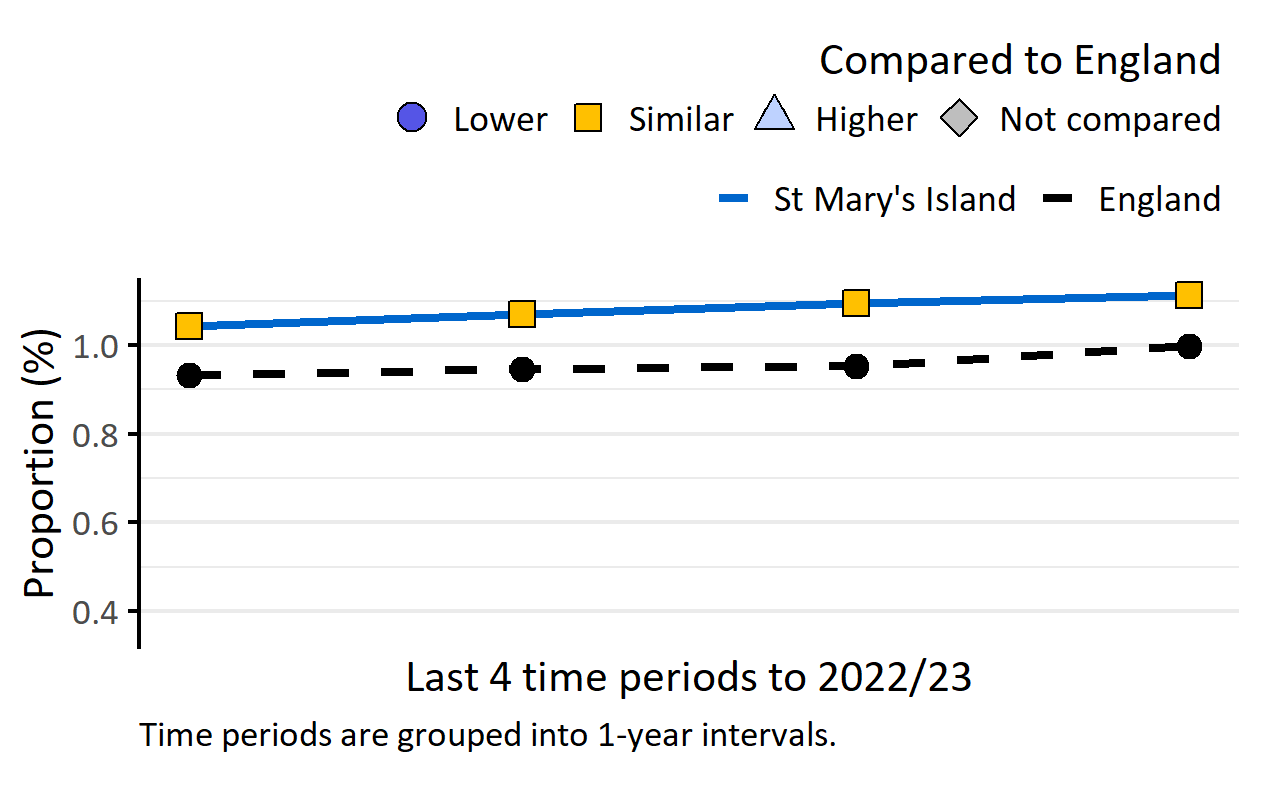 Compared to England
Lower Similar Higher Not compared
St Mary's Island England
Proportion (%)
1.0
0.8
0.6
0.4
Last 4 time periods to 2022/23
Time periods are grouped into 1-year intervals.